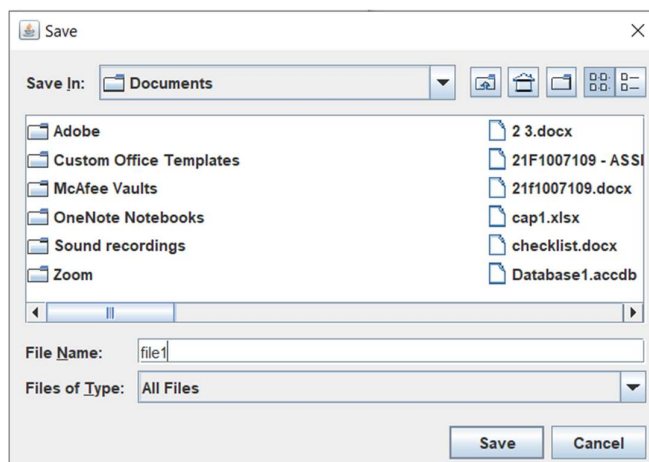 Save
Save In: Documents
Adobe
Custom Office Templates
McAfee Vaults
OneNote Notebooks
Sound recordings
Zoom
2 3.docx
21F1007109 - ASSI
21f1007109.docx
cap1.xlsx
checklist.docx
Database1.accdb
File Name: file1
Files of Type: All Files
Save Cancel